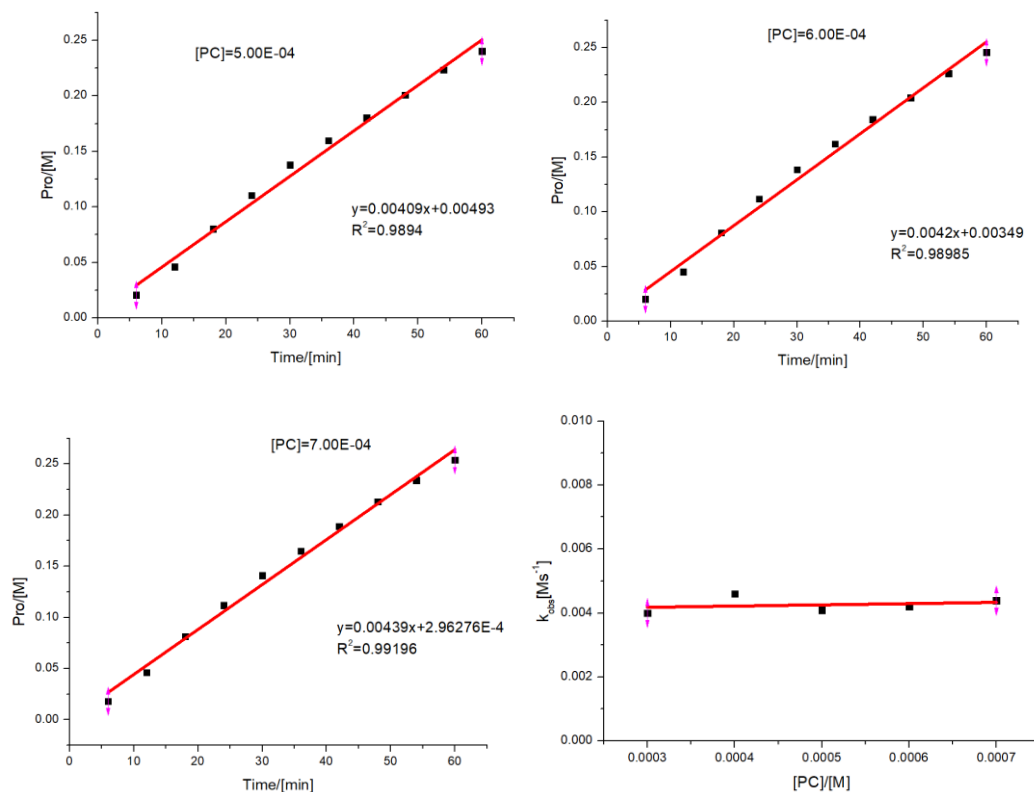 [PC]=5.00E-04
Pro/[M]
0.25
0.20
0.15
0.10
0.05
0.00
y=0.00409x+0.00493
R²=0.9894
0 10 20 30 40 50 60
Time/[min]
[PC]=6.00E-04
Pro/[M]
0.25
0.20
0.15
0.10
0.05
0.00
y=0.0042x+0.00349
R²=0.98985
0 10 20 30 40 50 60
Time/[min]
[PC]=7.00E-04
Pro/[M]
0.25
0.20
0.15
0.10
0.05
0.00
y=0.00439x+2.96276E-4
R²=0.99196
0 10 20 30 40 50 60
Time/[min]
k_obs[Ms⁻¹]
0.010
0.008
0.006
0.004
0.002
0.000
0.0003 0.0004 0.0005 0.0006 0.0007
[PC]/[M]